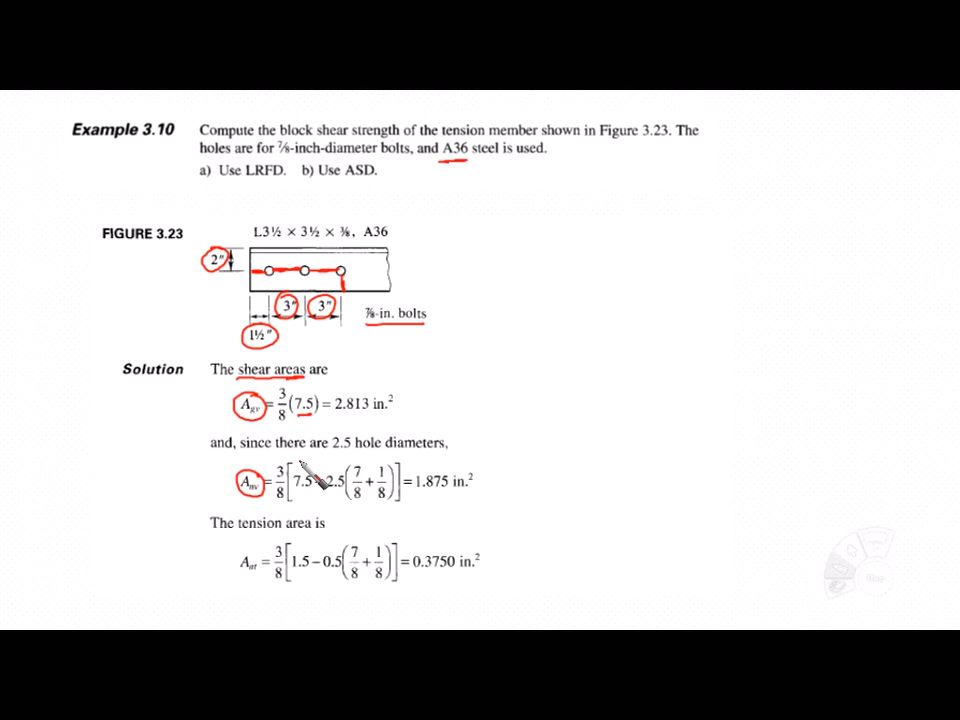 Example 3.10 Compute the block shear strength of the tension member shown in Figure 3.23. The
holes are for ⅞-inch-diameter bolts, and A36 steel is used.
a) Use LRFD. b) Use ASD.
FIGURE 3.23 L3½ × 3½ × ⅜, A36
2"
3" 3" ⅞-in. bolts
1½"
Solution The shear areas are
A_gv = 3/8 (7.5) = 2.813 in.²
and, since there are 2.5 hole diameters,
A_nv = 3/8 [7.5 - 2.5(7/8 + 1/8)] = 1.875 in.²
The tension area is
A_nt = 3/8 [1.5 – 0.5(7/8 + 1/8)] = 0.3750 in.²